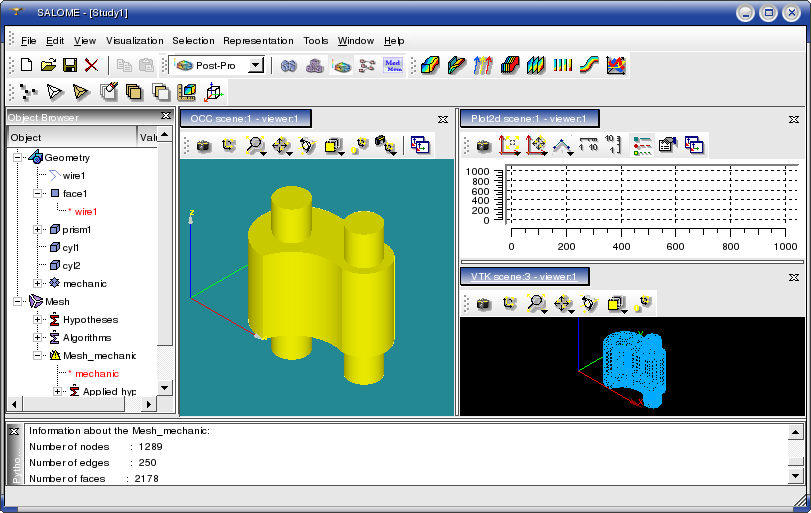 SALOME - [Study1]
File Edit View Visualization Selection Representation Tools Window Help
Post-Pro
Object Browser
Object Valu
Geometry
wire1
face1
* wire1
prism1
cyl1
cyl2
mechanic
Mesh
Hypotheses
Algorithms
Mesh_mechanic
* mechanic
Applied hyp
OCC scene:1 - viewer:1
z
Plot2d scene:1 - viewer:1
1 10
10
1
1000
800
600
400
200
0
0 200 400 600 800 1000
VTK scene:3 - viewer:1
Y
X
Pytho...
Information about the Mesh_mechanic:
Number of nodes : 1289
Number of edges : 250
Number of faces : 2178